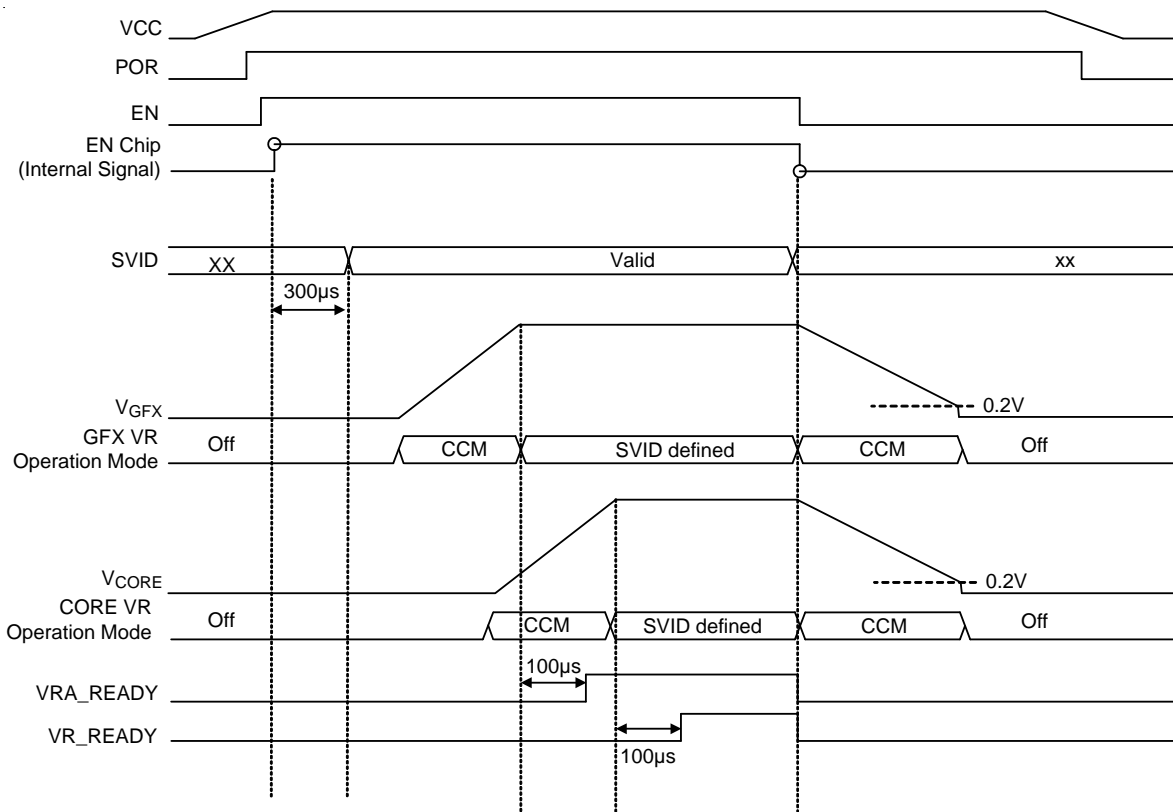 VCC
POR
EN
EN Chip
(Internal Signal)
SVID XX Valid xx
300µs
VGFX 0.2V
GFX VR
Operation Mode
Off CCM SVID defined CCM Off
VCORE 0.2V
CORE VR
Operation Mode
Off CCM SVID defined CCM Off
100µs
VRA_READY
VR_READY
100µs